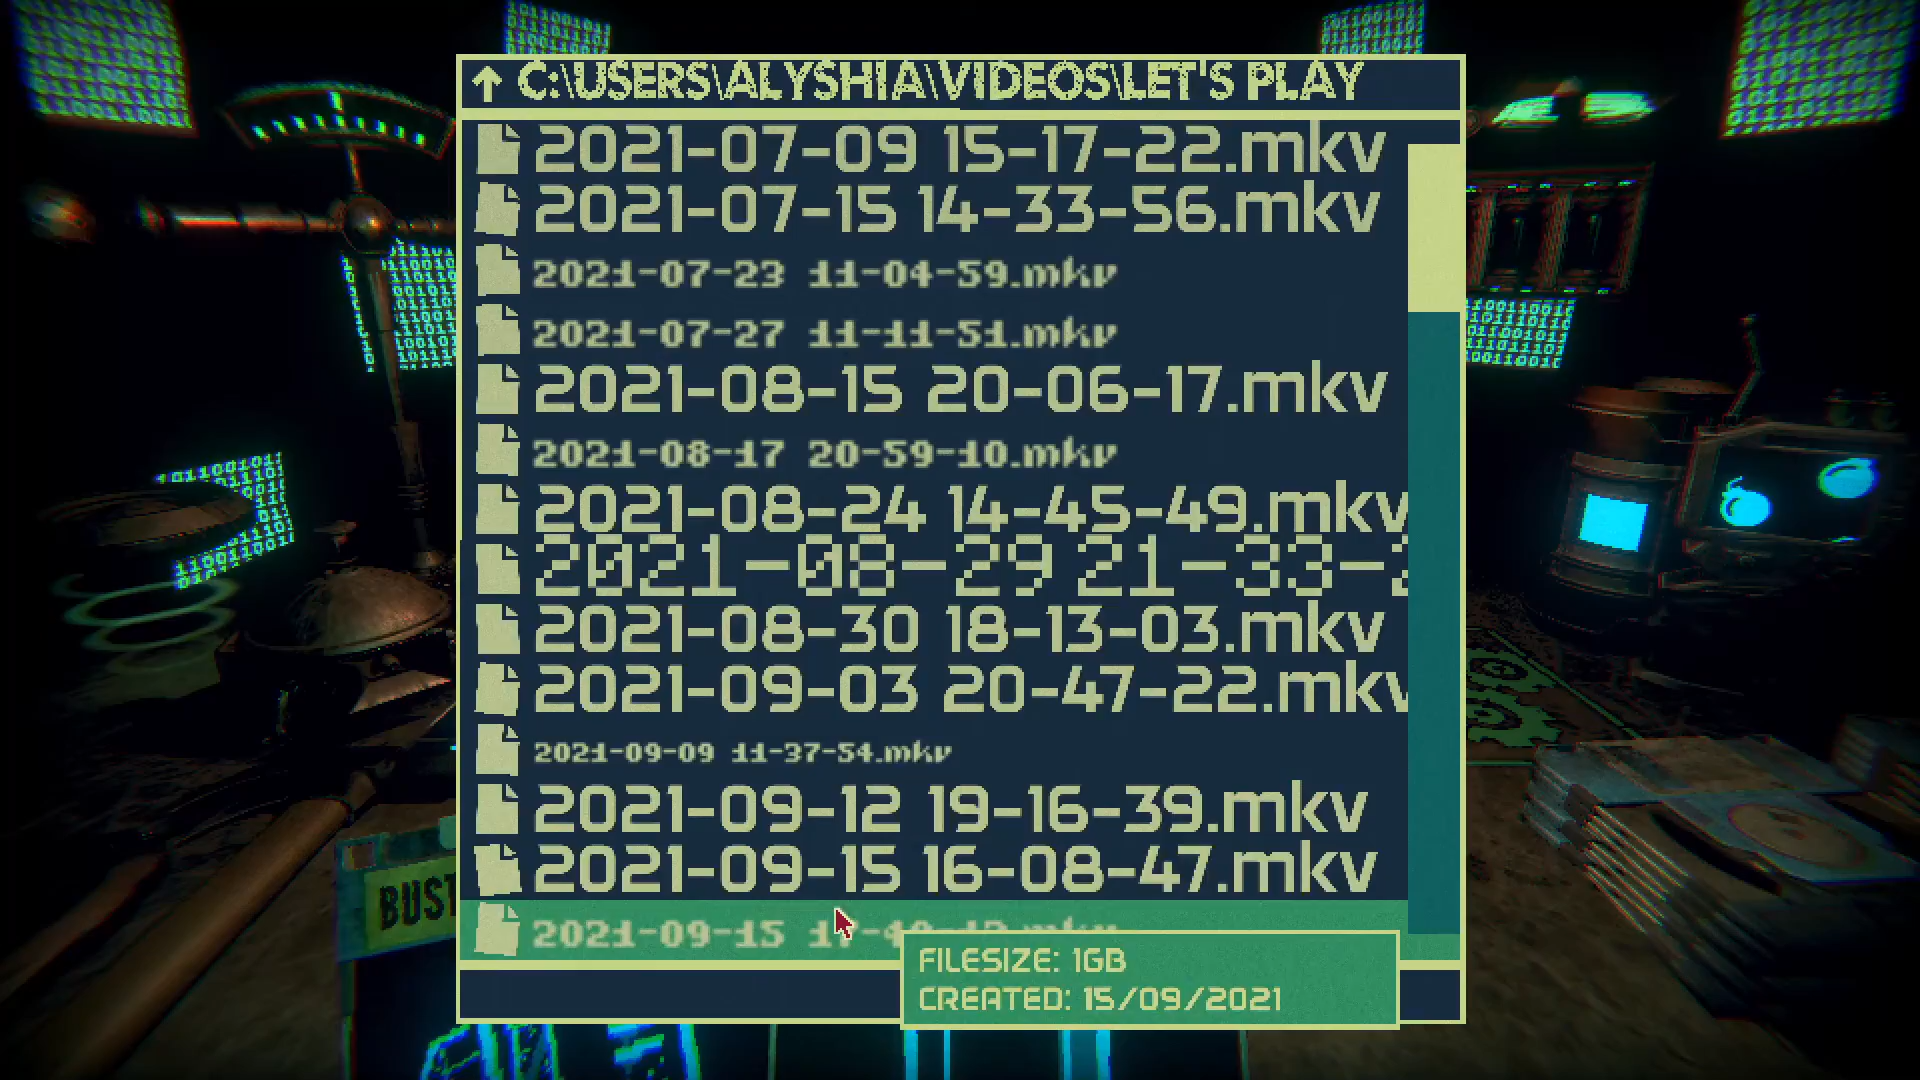 C:\USERS\ALYSHIA\VIDEOS\LET'S PLAY
2021-07-09 15-17-22.mkv
2021-07-15 14-33-56.mkv
2021-07-23 11-04-59.mkv
2021-07-27 11-11-51.mkv
2021-08-15 20-06-17.mkv
2021-08-17 20-59-10.mkv
2021-08-24 14-45-49.mkv
2021-08-29 21-33-
2021-08-30 18-13-03.mkv
2021-09-03 20-47-22.mkv
2021-09-09 11-37-54.mkv
2021-09-12 19-16-39.mkv
2021-09-15 16-08-47.mkv
2021-09-15
FILESIZE: 1GB
CREATED: 15/09/2021
BUST